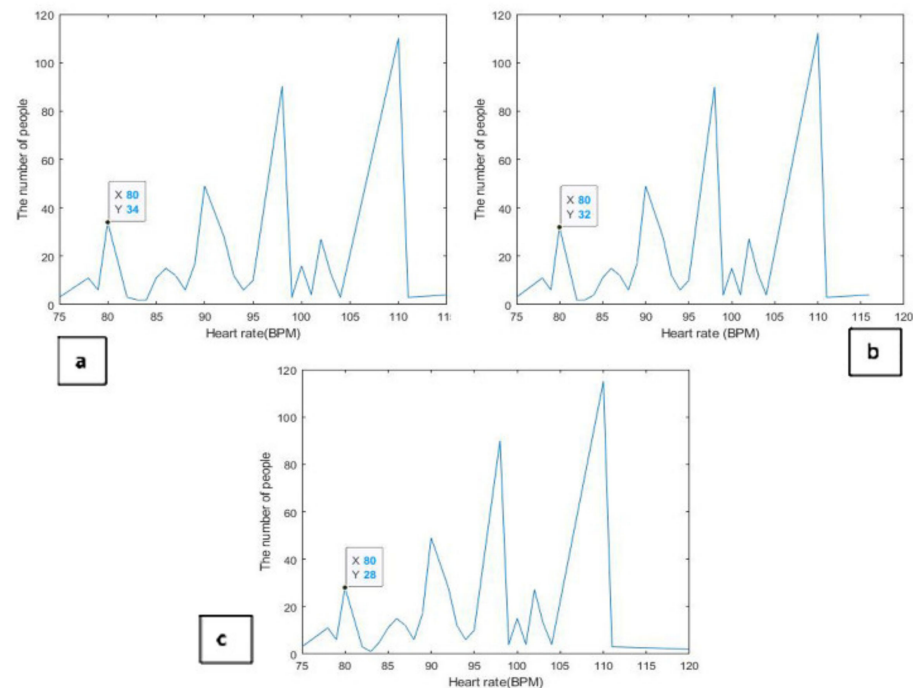 120
100
80
60
40
20
0
The number of people
X 80
Y 34
75 80 85 90 95 100 105 110 11
Heart rate(BPM)
a
120
100
80
60
40
20
0
The number of people
X 80
Y 32
75 80 85 90 95 100 105 110 115 120
Heart rate (BPM)
b
120
100
80
60
40
20
0
The number of people
X 80
Y 28
75 80 85 90 95 100 105 110 115 120
Heart rate(BPM)
c